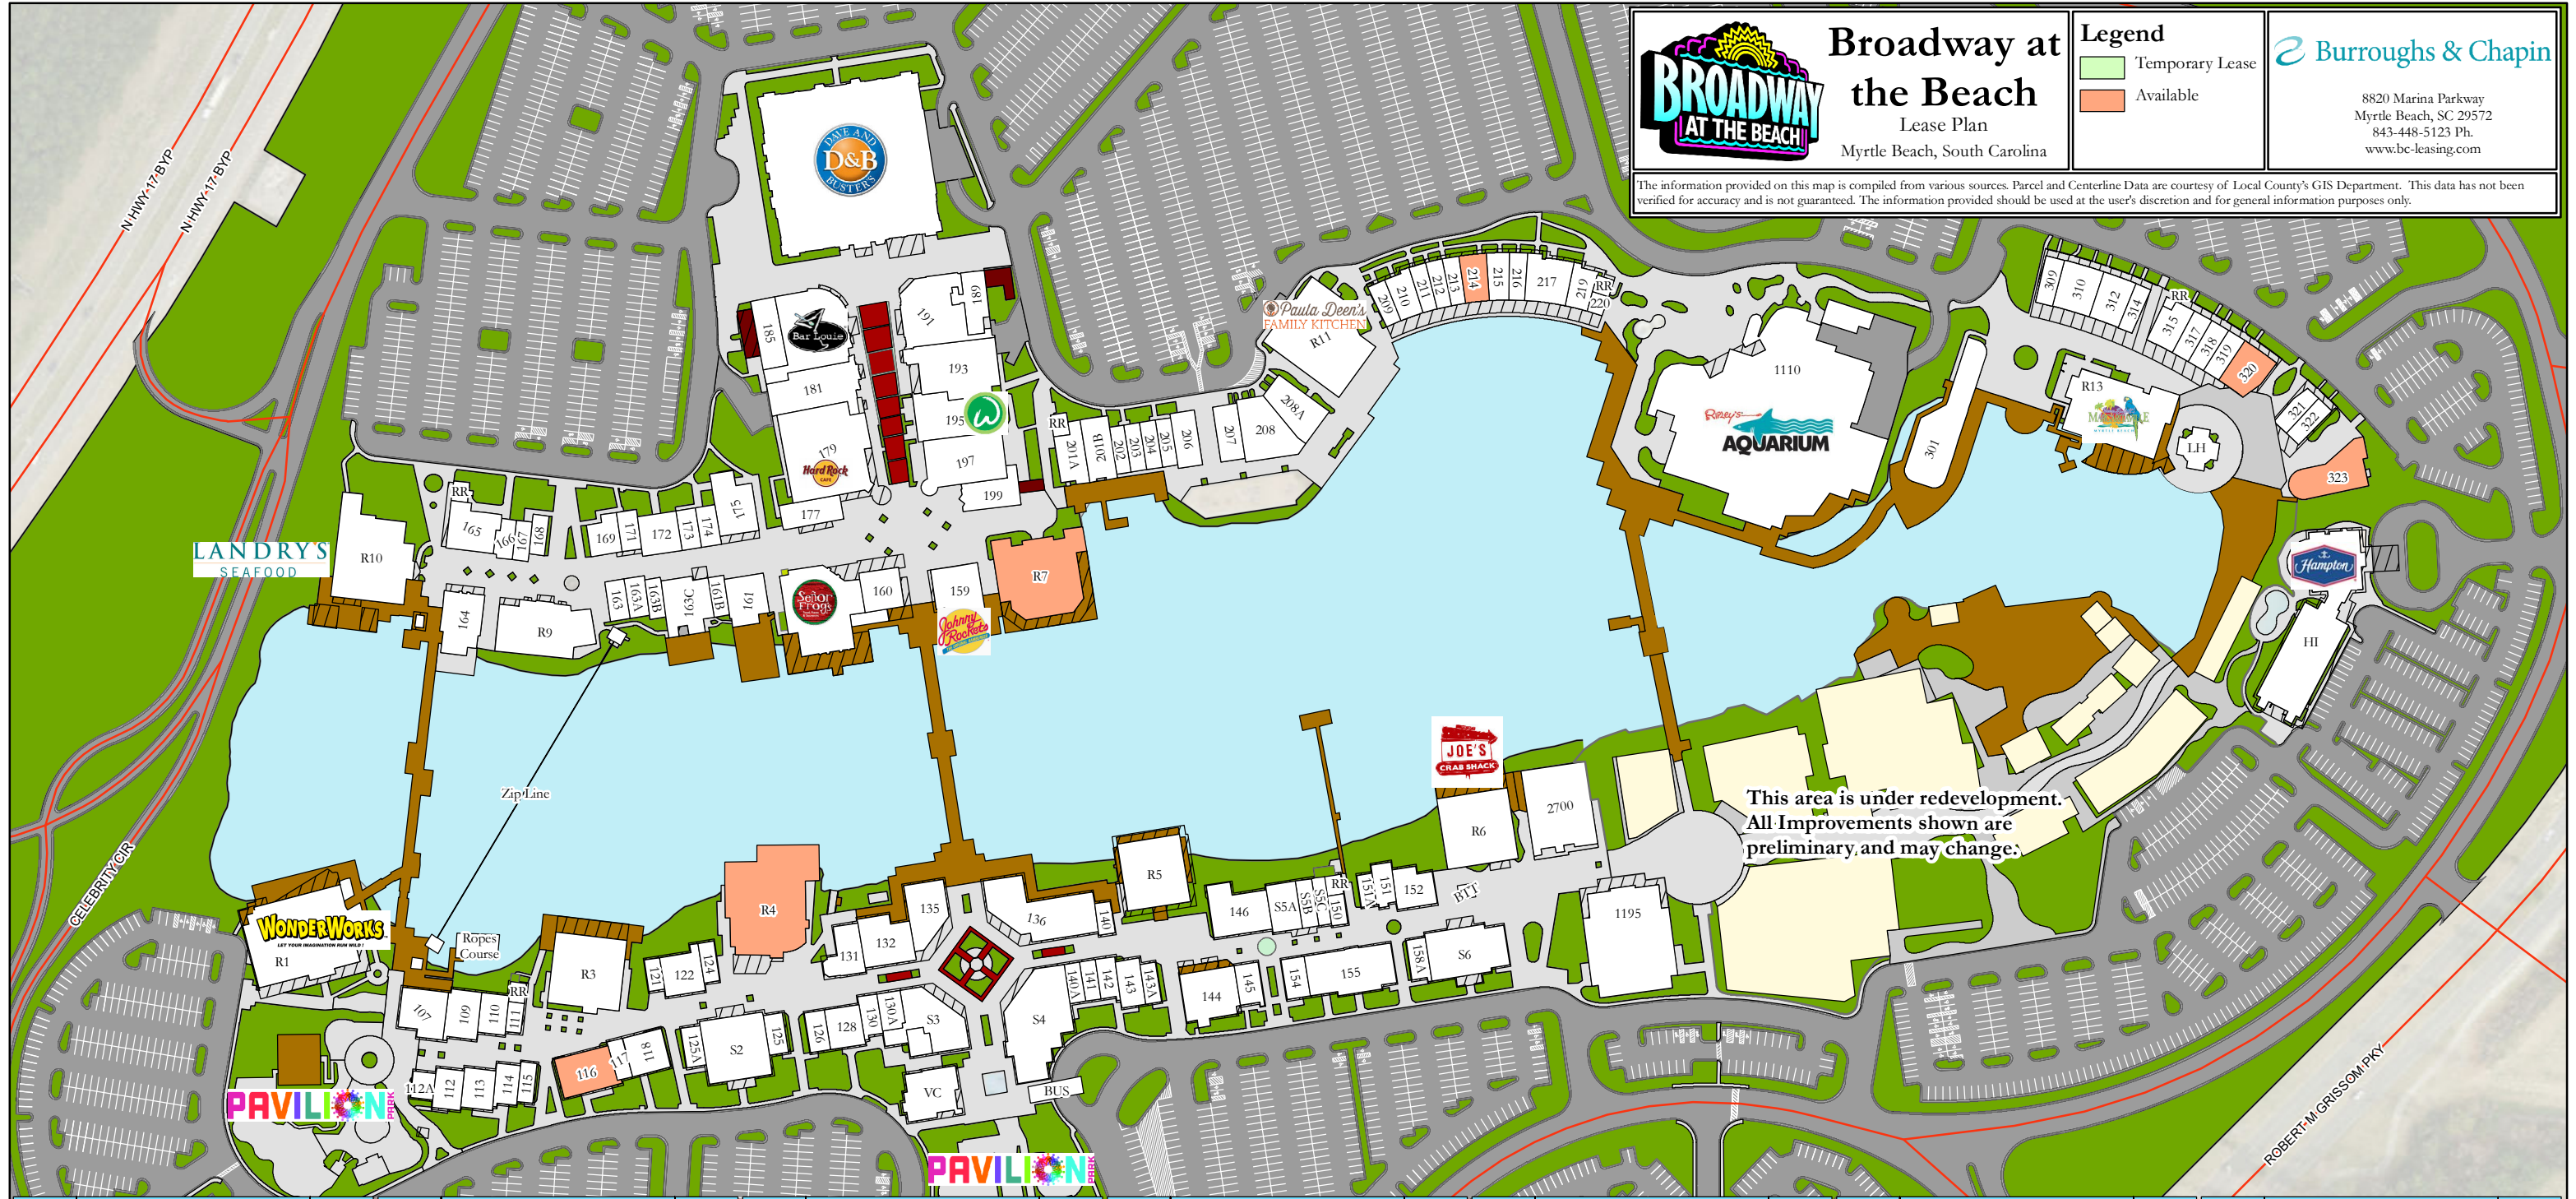 Broadway at
the Beach
Lease Plan
Myrtle Beach, South Carolina
BROADWAY
AT THE BEACH
Legend
Temporary Lease
Available
Burroughs & Chapin
8820 Marina Parkway
Myrtle Beach, SC 29572
843-448-5123 Ph.
www.bc-leasing.com
The information provided on this map is compiled from various sources. Parcel and Centerline Data are courtesy of Local County's GIS Department. This data has not been
verified for accuracy and is not guaranteed. The information provided should be used at the user's discretion and for general information purposes only.
N HWY 17 BYP
N HWY 17 BYP
DAVE AND
D&B
BUSTER'S
185
Bar Louie
191
189
181
193
195
179
Hard Rock
CAFE
197
199
177
Paula Deen's
FAMILY KITCHEN
R11
209
210
211
212
213
214
215
216
217
219
RR
220
RR
201A
201B
202
203
204
205
206
207
208
208A
1110
Ripley's
AQUARIUM
301
309
310
312
314
RR
315
317
318
319
320
321
322
323
R13
LH
Hampton
HI
LANDRY'S
SEAFOOD
R10
RR
165
166
167
168
169
171
172
173
174
175
164
R9
163
163A
163B
163C
161B
161
Señor
Frog's
160
159
Johnny
Rockets
R7
Zip Line
CELEBRITY CIR
WONDERWORKS
LET YOUR IMAGINATION RUN WILD!
R1
Ropes
Course
107
109
110
111
RR
R3
121
122
124
R4
131
132
135
136
140
R5
146
S5A
S5B
S5C
RR
150
151A
151
152
BTT
JOE'S
CRAB SHACK
R6
2700
1195
This area is under redevelopment.
All Improvements shown are
preliminary and may change.
112A
112
113
114
115
116
117
118
125A
S2
125
126
128
130
130A
S3
S4
140A
141
142
143
143A
144
145
154
155
158A
S6
VC
BUS
PAVILION
PARK
PAVILION
PARK
ROBERT M GRISSOM PKY